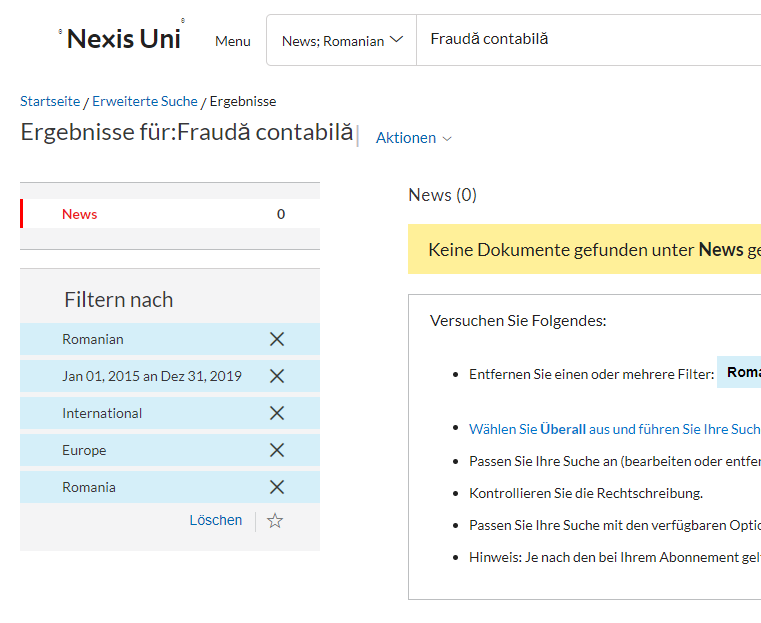 Nexis Uni
Menu
News; Romanian
Fraudă contabilă
Startseite / Erweiterte Suche / Ergebnisse
Ergebnisse für:Fraudă contabilă|
Aktionen
News 0
Filtern nach
Romanian
Jan 01, 2015 an Dez 31, 2019
International
Europe
Romania
Löschen
News (0)
Keine Dokumente gefunden unter News ge
Versuchen Sie Folgendes:
Entfernen Sie einen oder mehrere Filter: Roma
Wählen Sie Überall aus und führen Sie Ihre Such
Passen Sie Ihre Suche an (bearbeiten oder entfer
Kontrollieren Sie die Rechtschreibung.
Passen Sie Ihre Suche mit den verfügbaren Optio
Hinweis: Je nach den bei Ihrem Abonnement gel